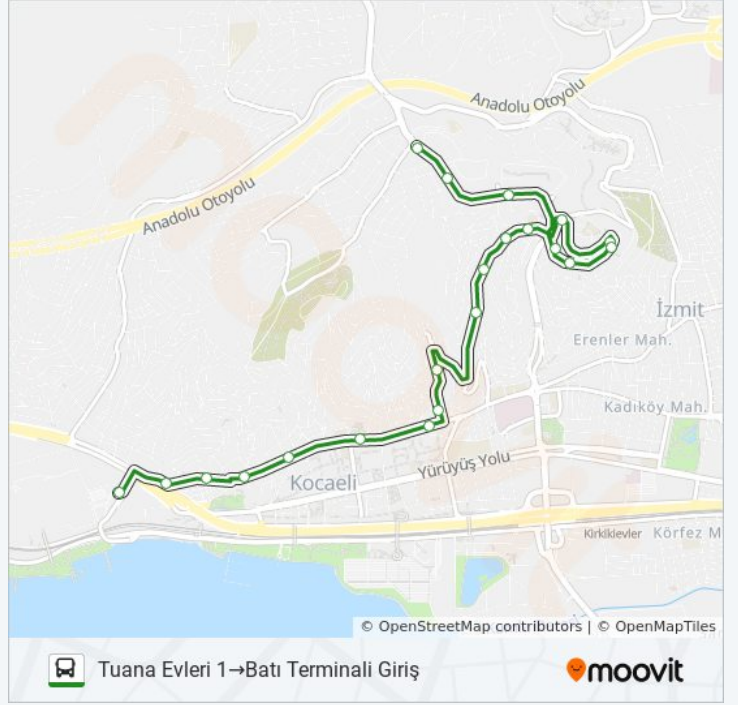 Anadolu Otoyolu
Anadolu Otoyolu
İzmit
Erenler Mah.
Kadıköy Mah.
Yürüyüş Yolu
Kocaeli
Kirkikievler
Körfez M
© OpenStreetMap contributors | © OpenMapTiles
Tuana Evleri 1→Batı Terminali Giriş
moovit